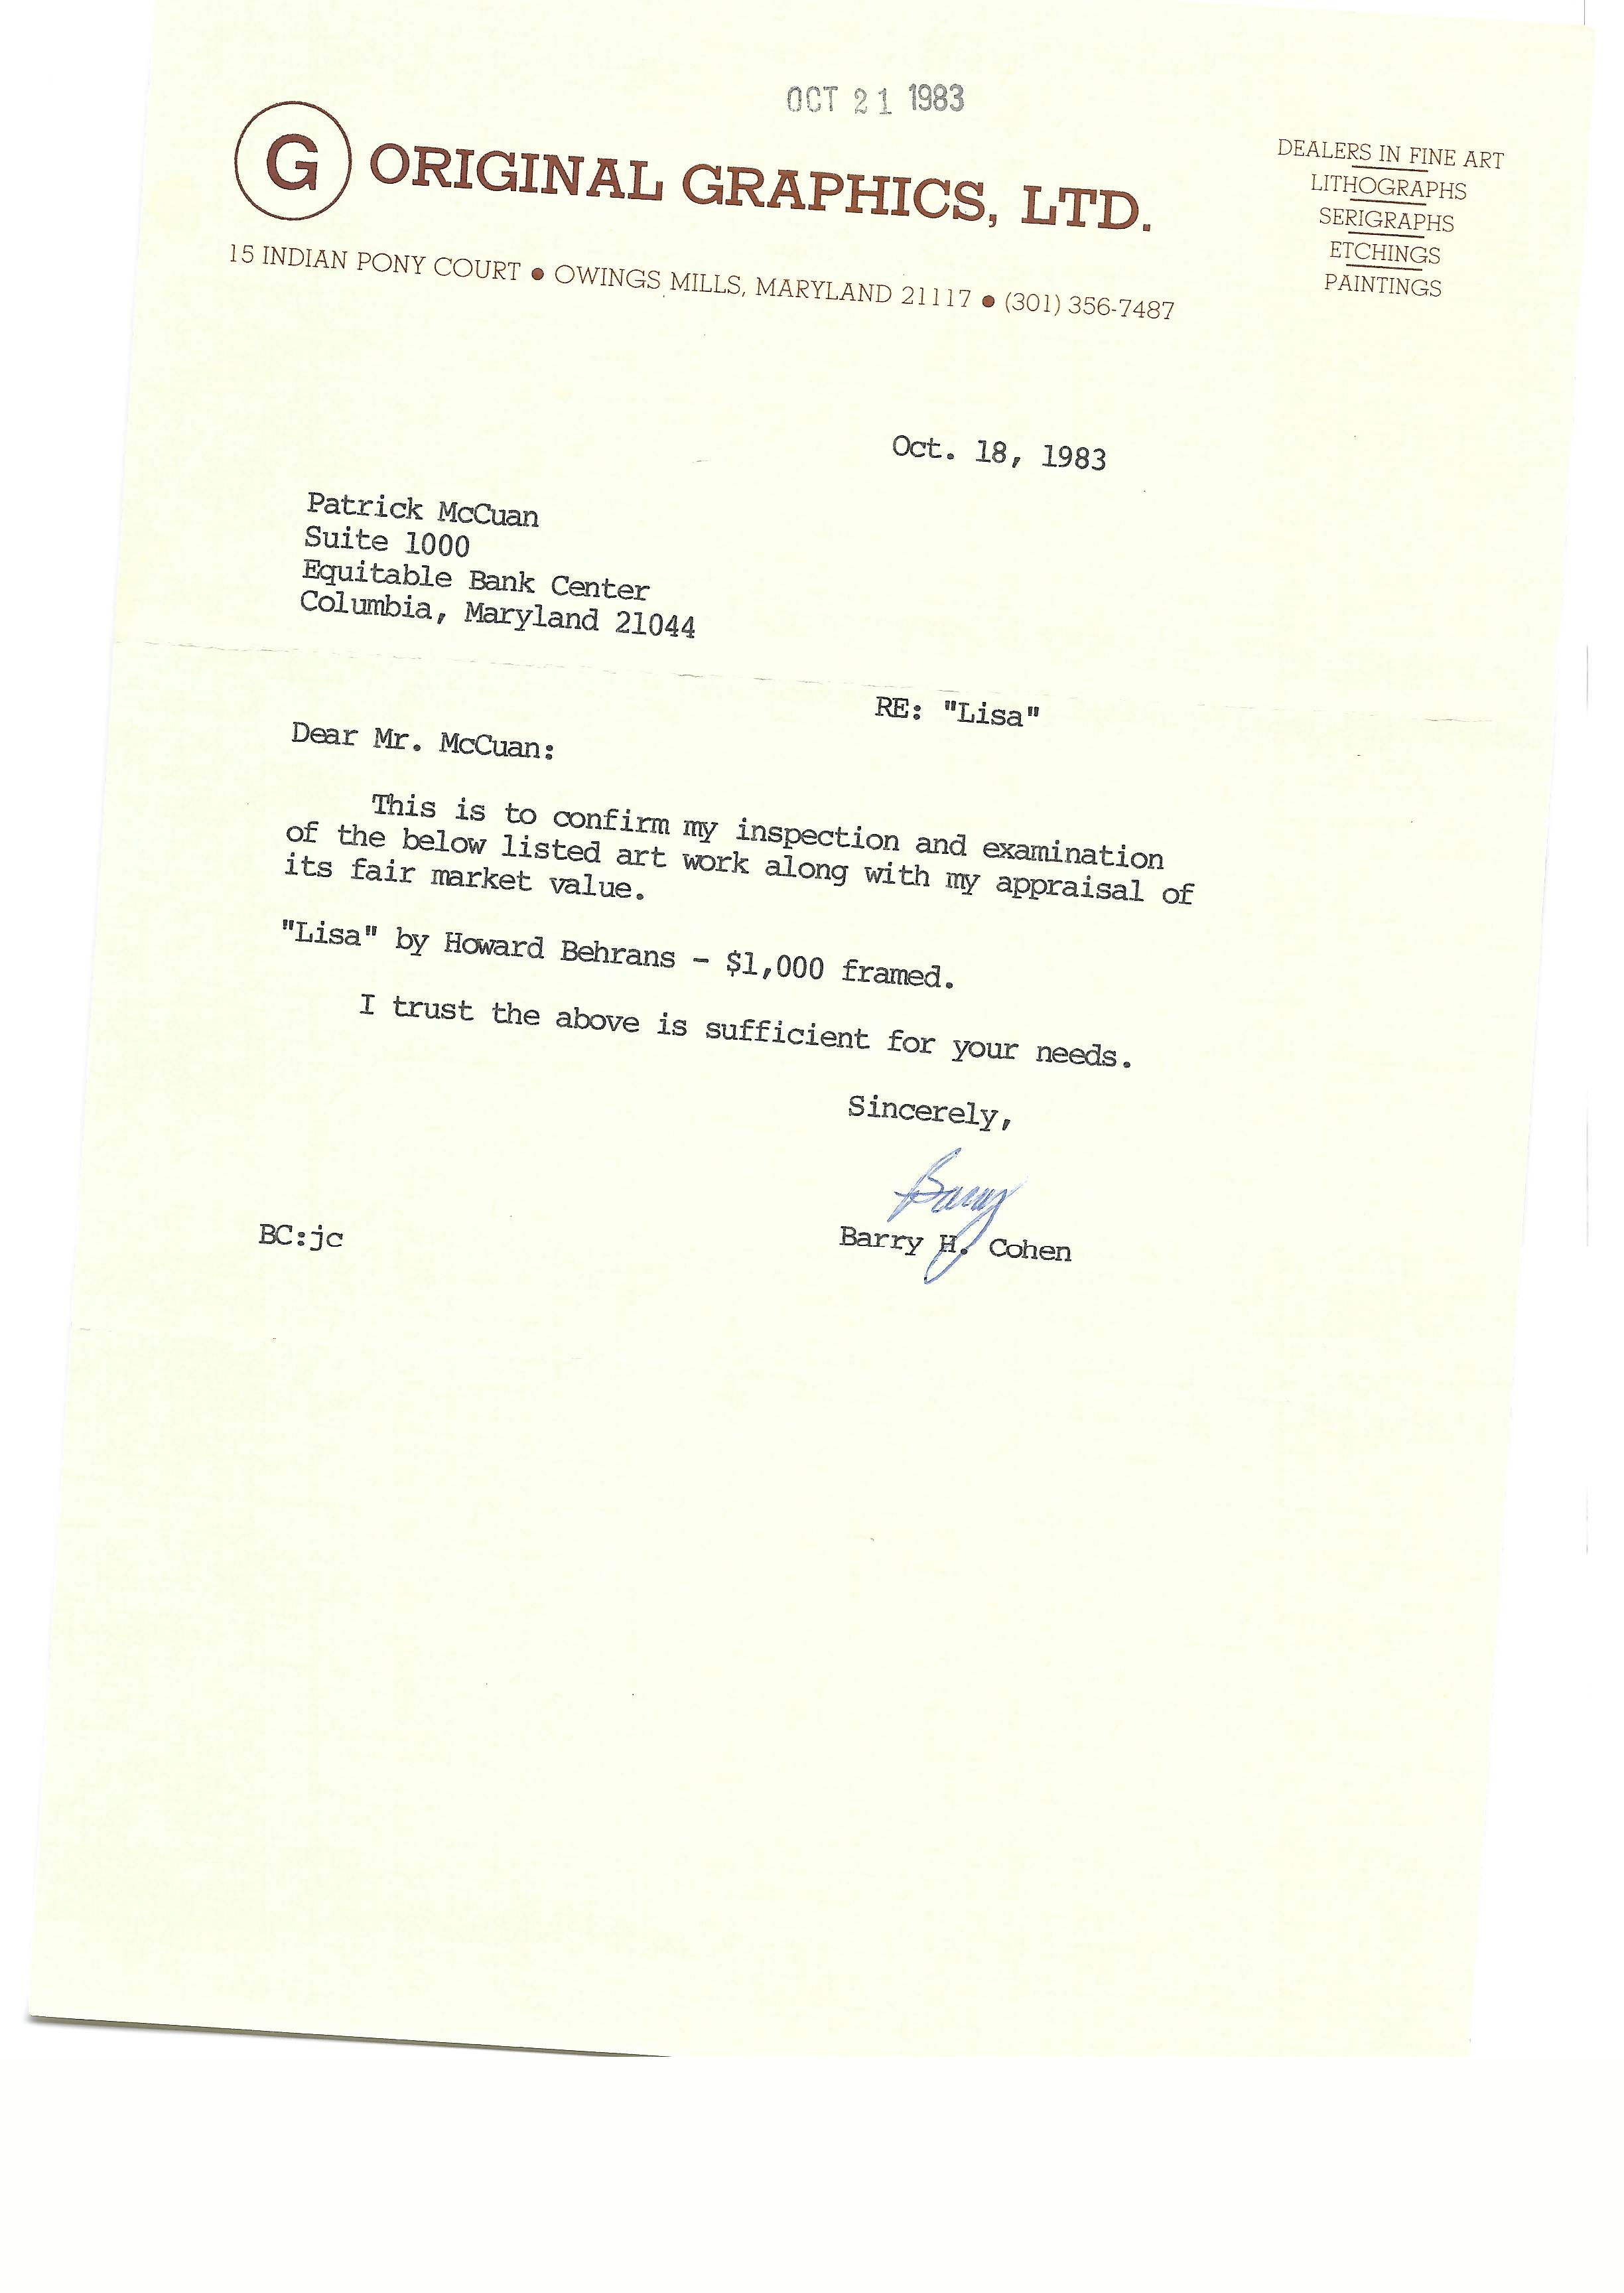 OCT 21 1983
G ORIGINAL GRAPHICS, LTD.
15 INDIAN PONY COURT ● OWINGS MILLS, MARYLAND 21117 ● (301) 356-7487
DEALERS IN FINE ART
LITHOGRAPHS
SERIGRAPHS
ETCHINGS
PAINTINGS
Oct. 18, 1983
Patrick McCuan
Suite 1000
Equitable Bank Center
Columbia, Maryland 21044
RE: "Lisa"
Dear Mr. McCuan:
This is to confirm my inspection and examination
of the below listed art work along with my appraisal of
its fair market value.
"Lisa" by Howard Behrans - $1,000 framed.
I trust the above is sufficient for your needs.
Sincerely,
Barry
Barry H. Cohen
BC:jc